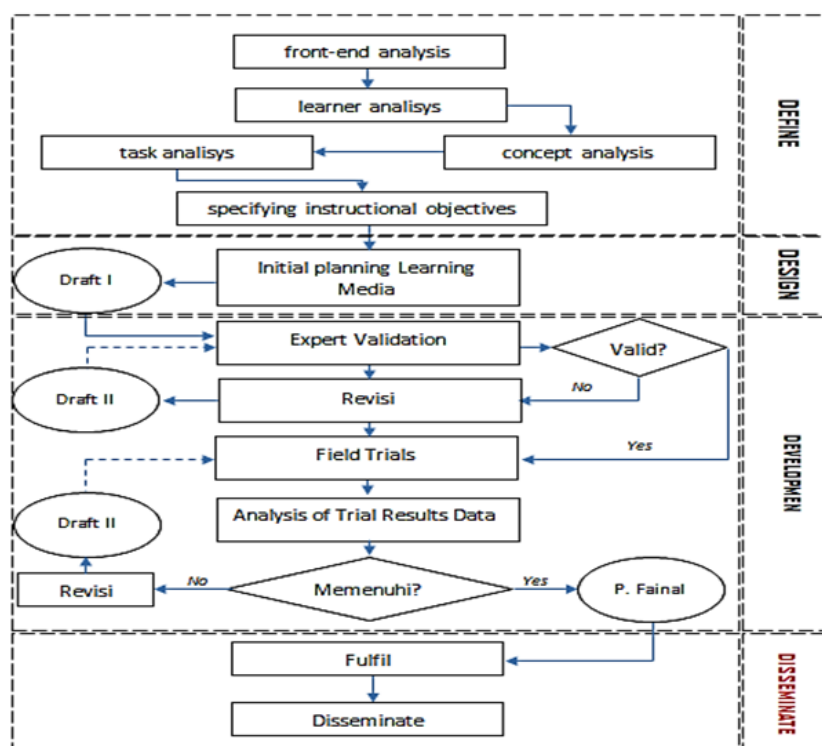 front-end analysis
learner analisys
task analisys
concept analysis
specifying instructional objectives
DEFINE
Draft I
Initial planning Learning
Media
DESIGN
Expert Validation
Valid?
Draft II
Revisi
No
Field Trials
Yes
DEVELOPMEN
Draft II
Analysis of Trial Results Data
Revisi
No
Memenuhi?
Yes
P. Fainal
Fulfil
Disseminate
DISSEMINATE